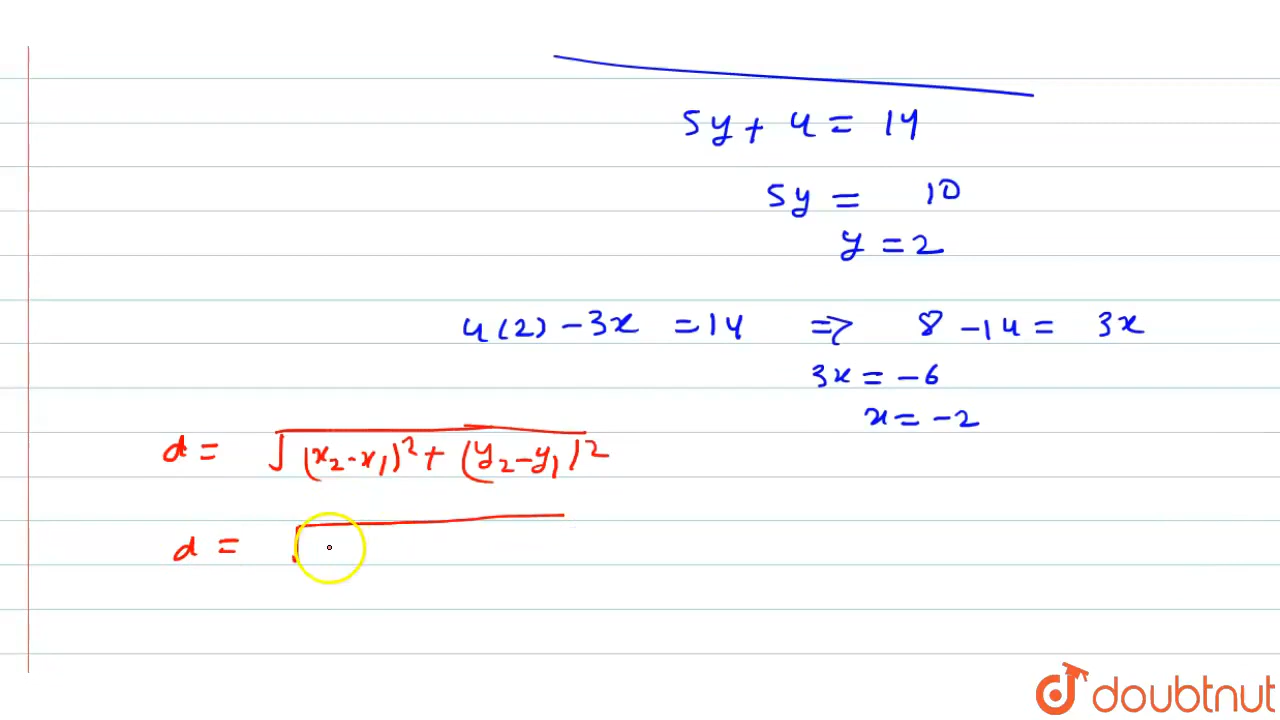 5y + 4 = 14
5y = 10
y = 2
4(2) - 3x = 14 ⇒ 8 - 14 = 3x
3x = -6
x = -2
d = √(x₂-x₁)² + (y₂-y₁)²
d = √
doubtnut